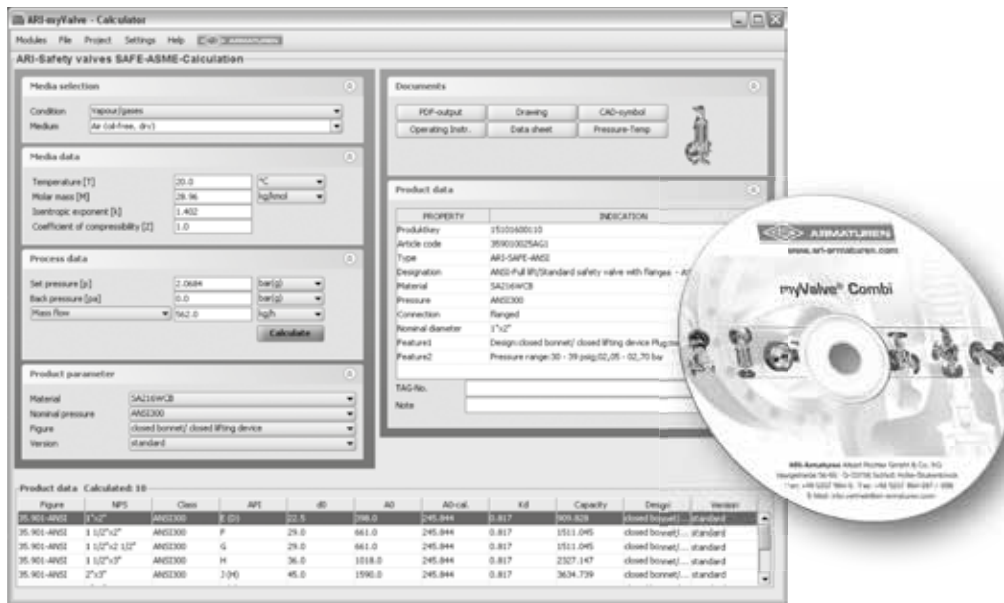 ARI-myValve - Calculator
Modules File Project Settings Help ARI ARMATUREN
ARI-Safety valves SAFE-ASME-Calculation
Media selection
Condition Vapour/gases
Medium Air (oil-free, dry)
Media data
Temperature [T] 20.0 °C
Molar mass [M] 28.96 kg/kmol
Isentropic exponent [k] 1.402
Coefficient of compressibility [Z] 1.0
Process data
Set pressure [p] 2.0684 bar(g)
Back pressure [pa] 0.0 bar(g)
Mass flow 562.0 kg/h
Calculate
Product parameter
Material SA216WCB
Nominal pressure ANSI300
Figure closed bonnet/ closed lifting device
Version standard
Documents
PDF-output Drawing CAD-symbol
Operating Instr. Data sheet Pressure-Temp
Product data
PROPERTY INDICATION
Produktkey 15101600110
Article code 359010025AG1
Type ARI-SAFE-ANSI
Designation ANSI-Full lift/Standard safety valve with flanges - A
Material SA216WCB
Pressure ANSI300
Connection flanged
Nominal diameter 1"x2"
Feature1 Design:closed bonnet/ closed lifting device
Feature2 Pressure range:30 - 39 psig;02,05 - 02,70 bar
TAG-No.
Note
ARI ARMATUREN
www.ari-armaturen.com
myValve® Combi
ARI-Armaturen Albert Richter GmbH & Co. KG
Product data Calculated: 10
Figure NPS Class API d0 A0 A0-cal. Kd Capacity Design Version
35.901-ANSI 1"x2" ANSI300 E (D) 22.5 398.0 245.844 0.817 909.828 closed bonnet/... standard
35.901-ANSI 1 1/2"x2" ANSI300 F 29.0 661.0 245.844 0.817 1511.045 closed bonnet/... standard
35.901-ANSI 1 1/2"x2 1/2" ANSI300 G 29.0 661.0 245.844 0.817 1511.045 closed bonnet/... standard
35.901-ANSI 1 1/2"x3" ANSI300 H 36.0 1018.0 245.844 0.817 2327.147 closed bonnet/... standard
35.901-ANSI 2"x3" ANSI300 J (H) 45.0 1590.0 245.844 0.817 3634.739 closed bonnet/... standard